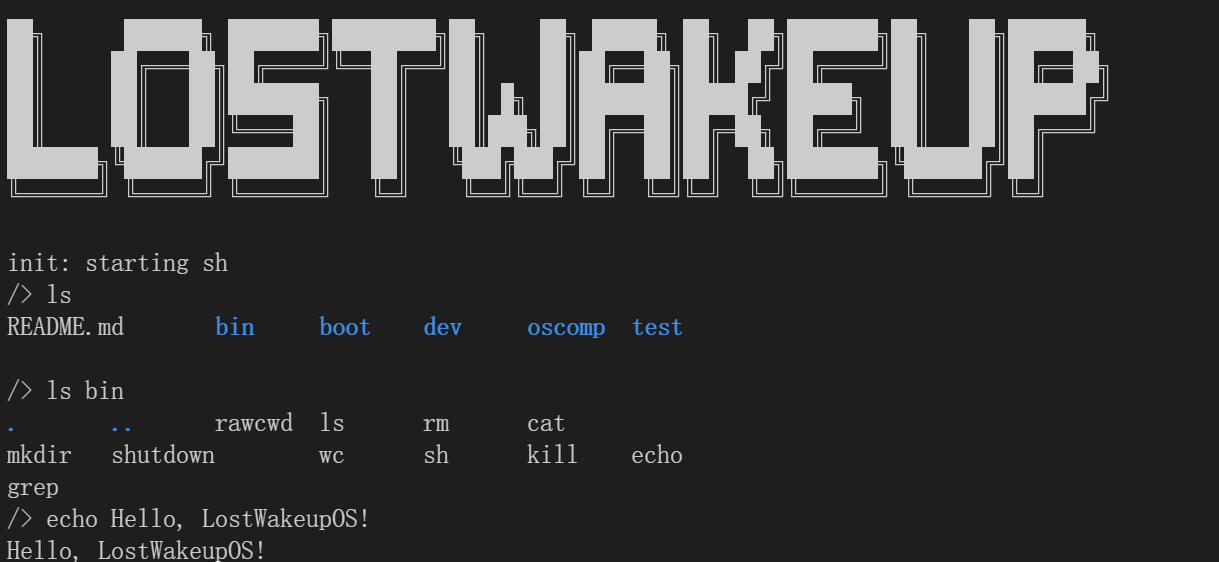 LOSTWAKEUP
init: starting sh
/> ls
README.md bin boot dev oscomp test
/> ls bin
. .. rawcwd ls rm cat
mkdir shutdown wc sh kill echo
grep
/> echo Hello, LostWakeupOS!
Hello, LostWakeupOS!